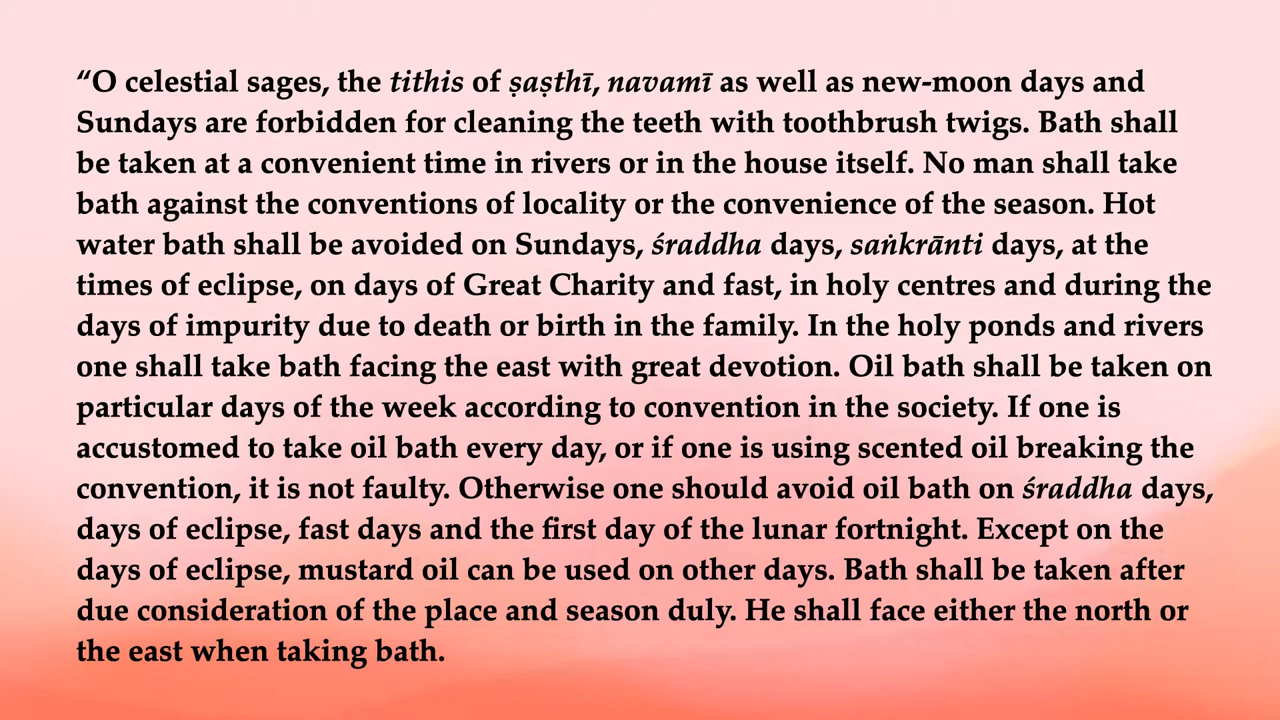 “O celestial sages, the tithis of ṣaṣthī, navamī as well as new-moon days and
Sundays are forbidden for cleaning the teeth with toothbrush twigs. Bath shall
be taken at a convenient time in rivers or in the house itself. No man shall take
bath against the conventions of locality or the convenience of the season. Hot
water bath shall be avoided on Sundays, śraddha days, saṅkrānti days, at the
times of eclipse, on days of Great Charity and fast, in holy centres and during the
days of impurity due to death or birth in the family. In the holy ponds and rivers
one shall take bath facing the east with great devotion. Oil bath shall be taken on
particular days of the week according to convention in the society. If one is
accustomed to take oil bath every day, or if one is using scented oil breaking the
convention, it is not faulty. Otherwise one should avoid oil bath on śraddha days,
days of eclipse, fast days and the first day of the lunar fortnight. Except on the
days of eclipse, mustard oil can be used on other days. Bath shall be taken after
due consideration of the place and season duly. He shall face either the north or
the east when taking bath.